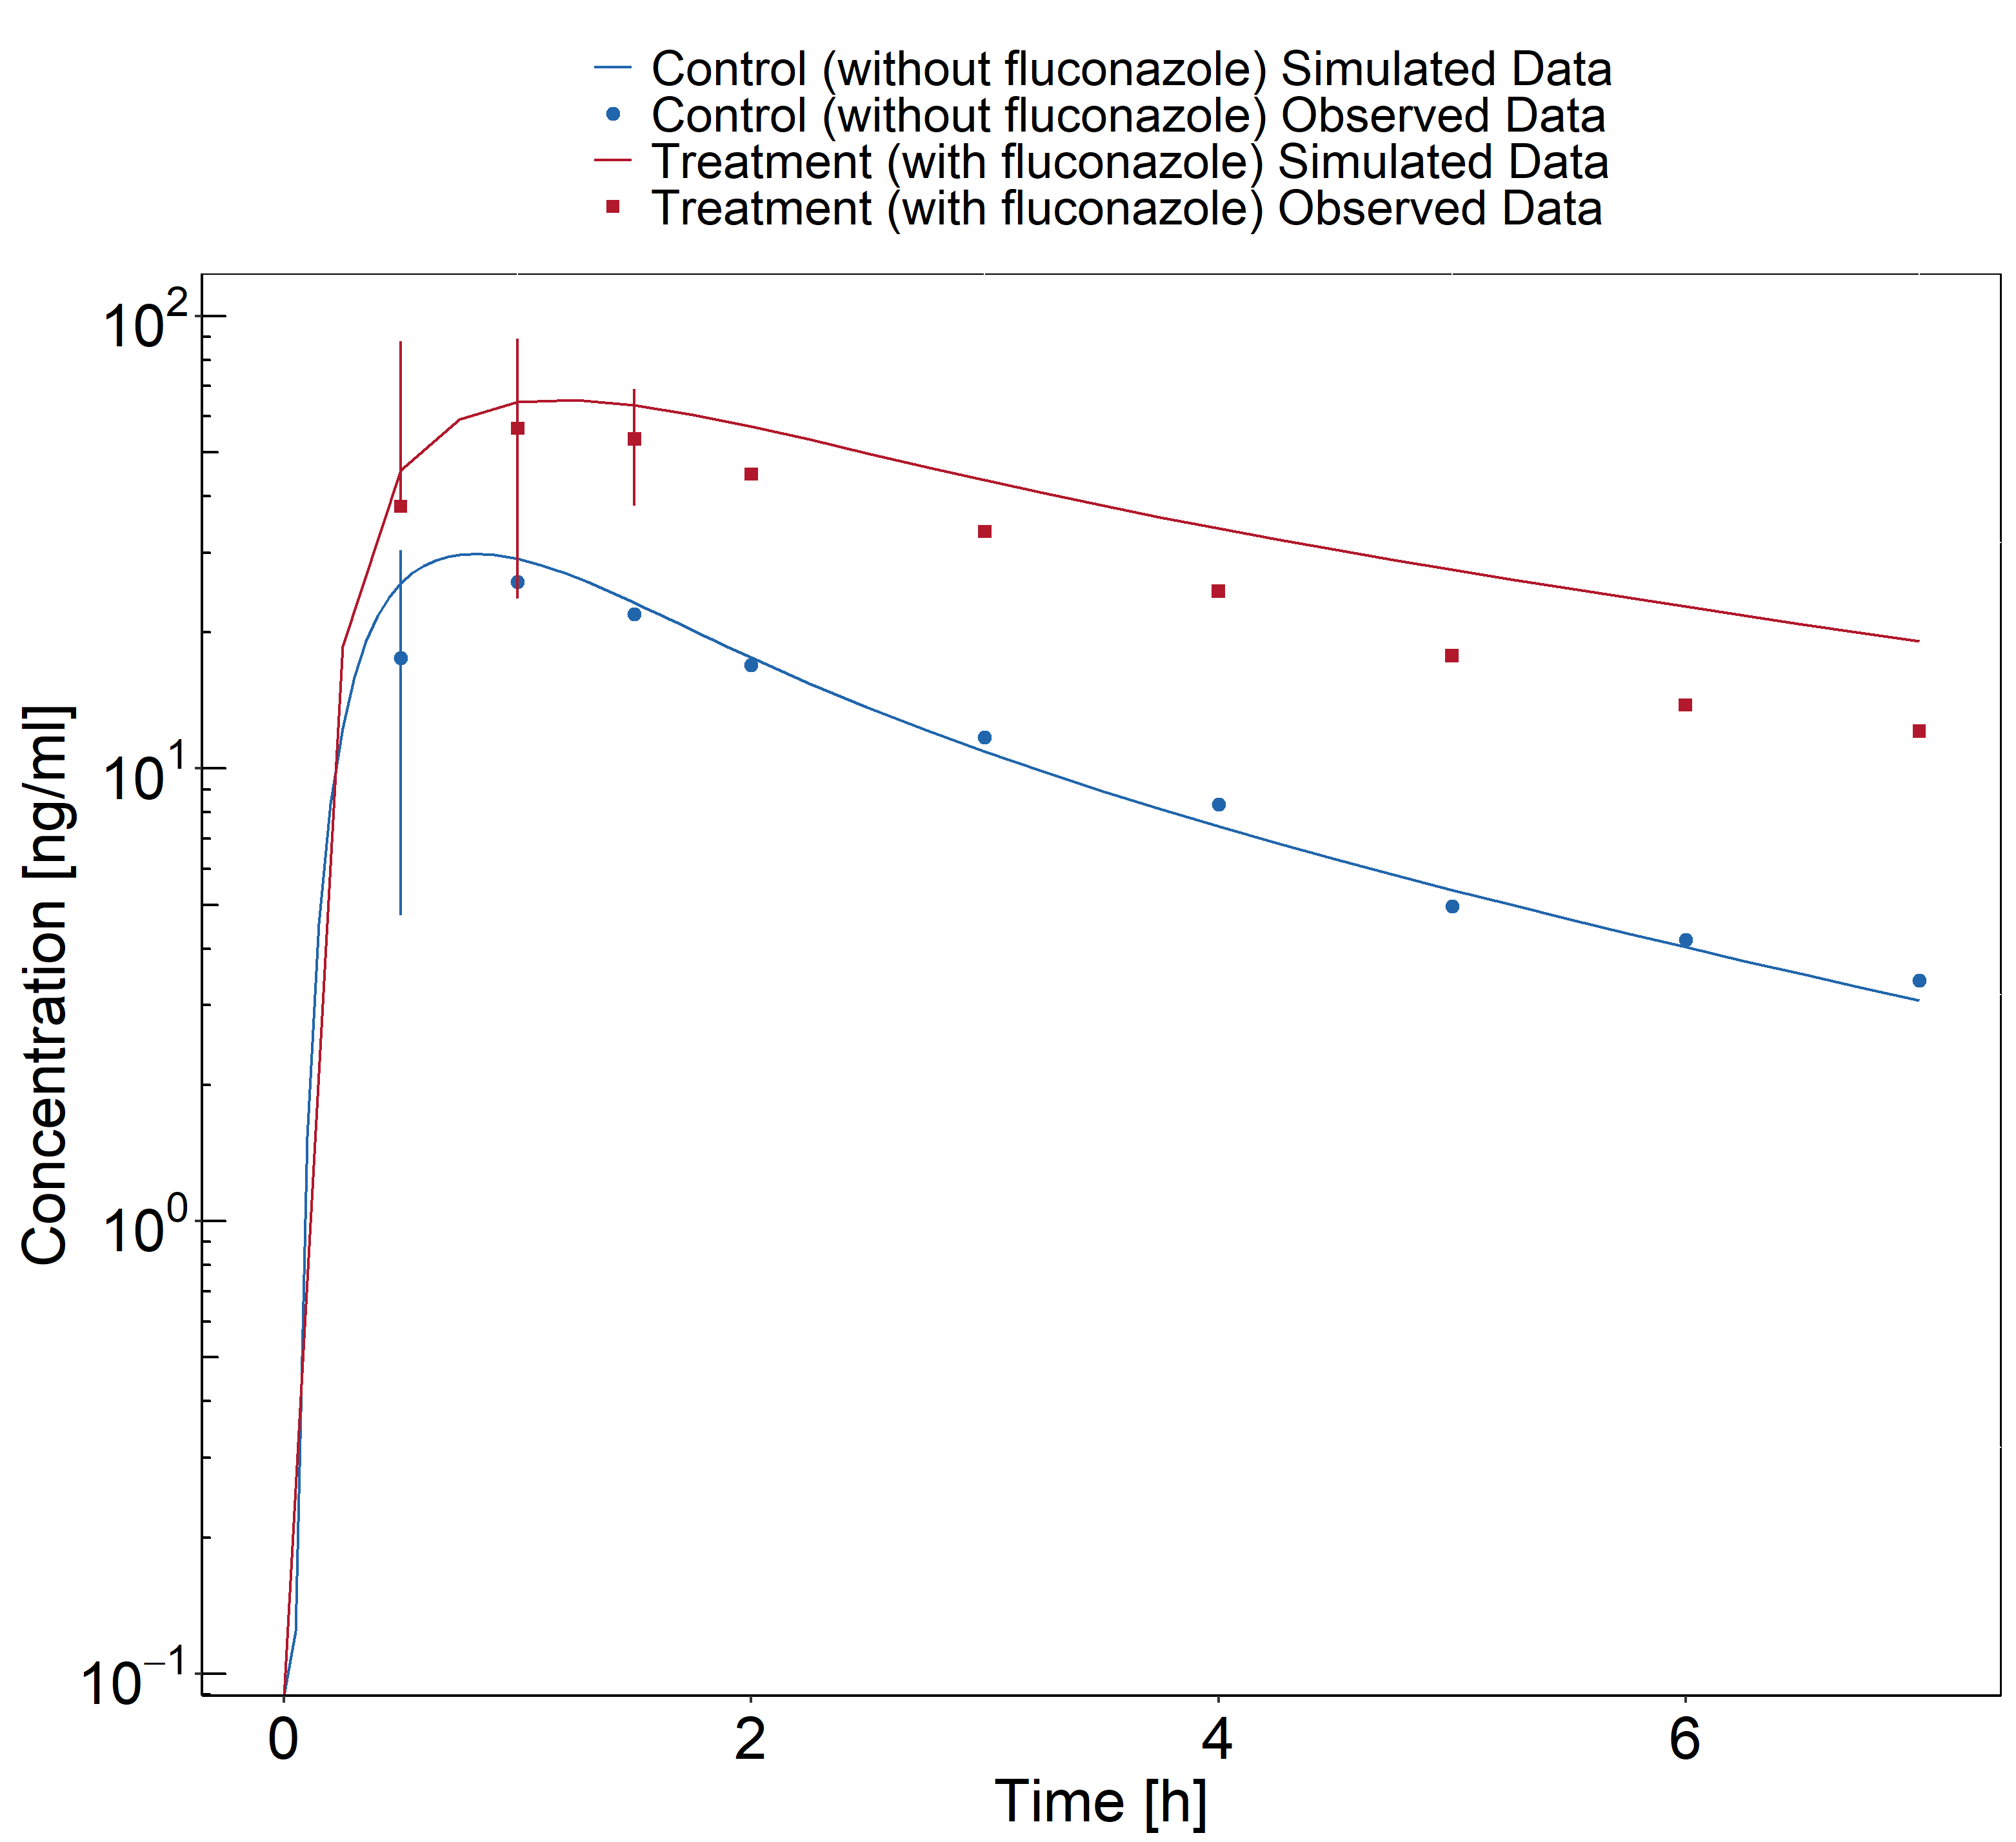 Control (without fluconazole) Simulated Data
Control (without fluconazole) Observed Data
Treatment (with fluconazole) Simulated Data
Treatment (with fluconazole) Observed Data
10²
10¹
10⁰
10⁻¹
Concentration [ng/ml]
0 2 4 6
Time [h]